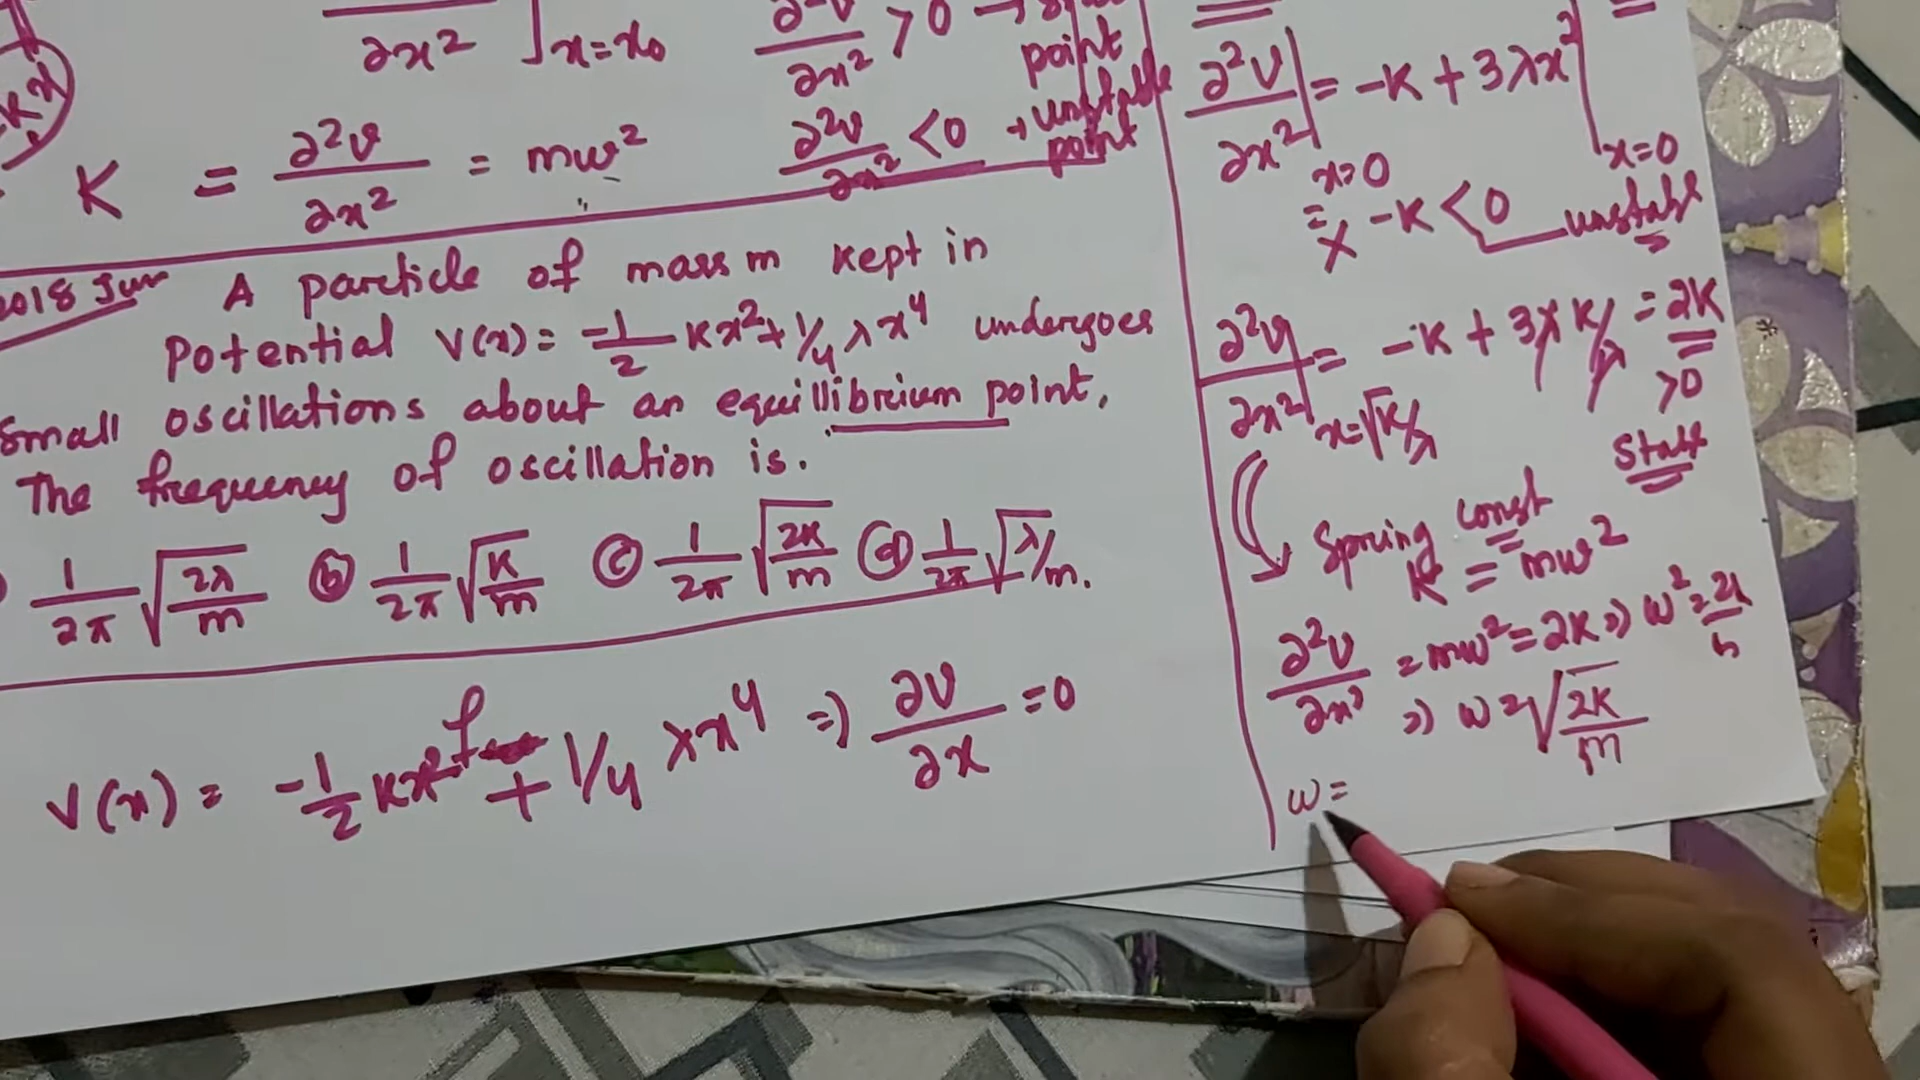 ∂x² ]x=x₀
∂²V/∂x² > 0 →
point
K = ∂²V/∂x² = mω²
∂²V/∂x² < 0 → unstable point
2018 Jun A particle of mass m kept in
Potential V(x) = -1/2 Kx² + 1/4 λx⁴ undergoes
Small oscillations about an equillibrium point,
The frequency of oscillation is.
1/2π √(2λ/m) (b) 1/2π √(K/m) (c) 1/2π √(2K/m) (d) 1/2π √(λ/m).
V(x) = -1/2 Kx² + 1/4 λx⁴ ⇒ ∂V/∂x = 0
∂²V/∂x² | = -K + 3λx² | x=0
x=0
= -K < 0 unstable
∂²V/∂x² | x=√K/λ = -K + 3λ K/λ = 2K
>0
Spring const
K = mω²
∂²V/∂x² = mω² = 2K ⇒ ω² = 2K/
⇒ ω = √(2K/m)
ω =